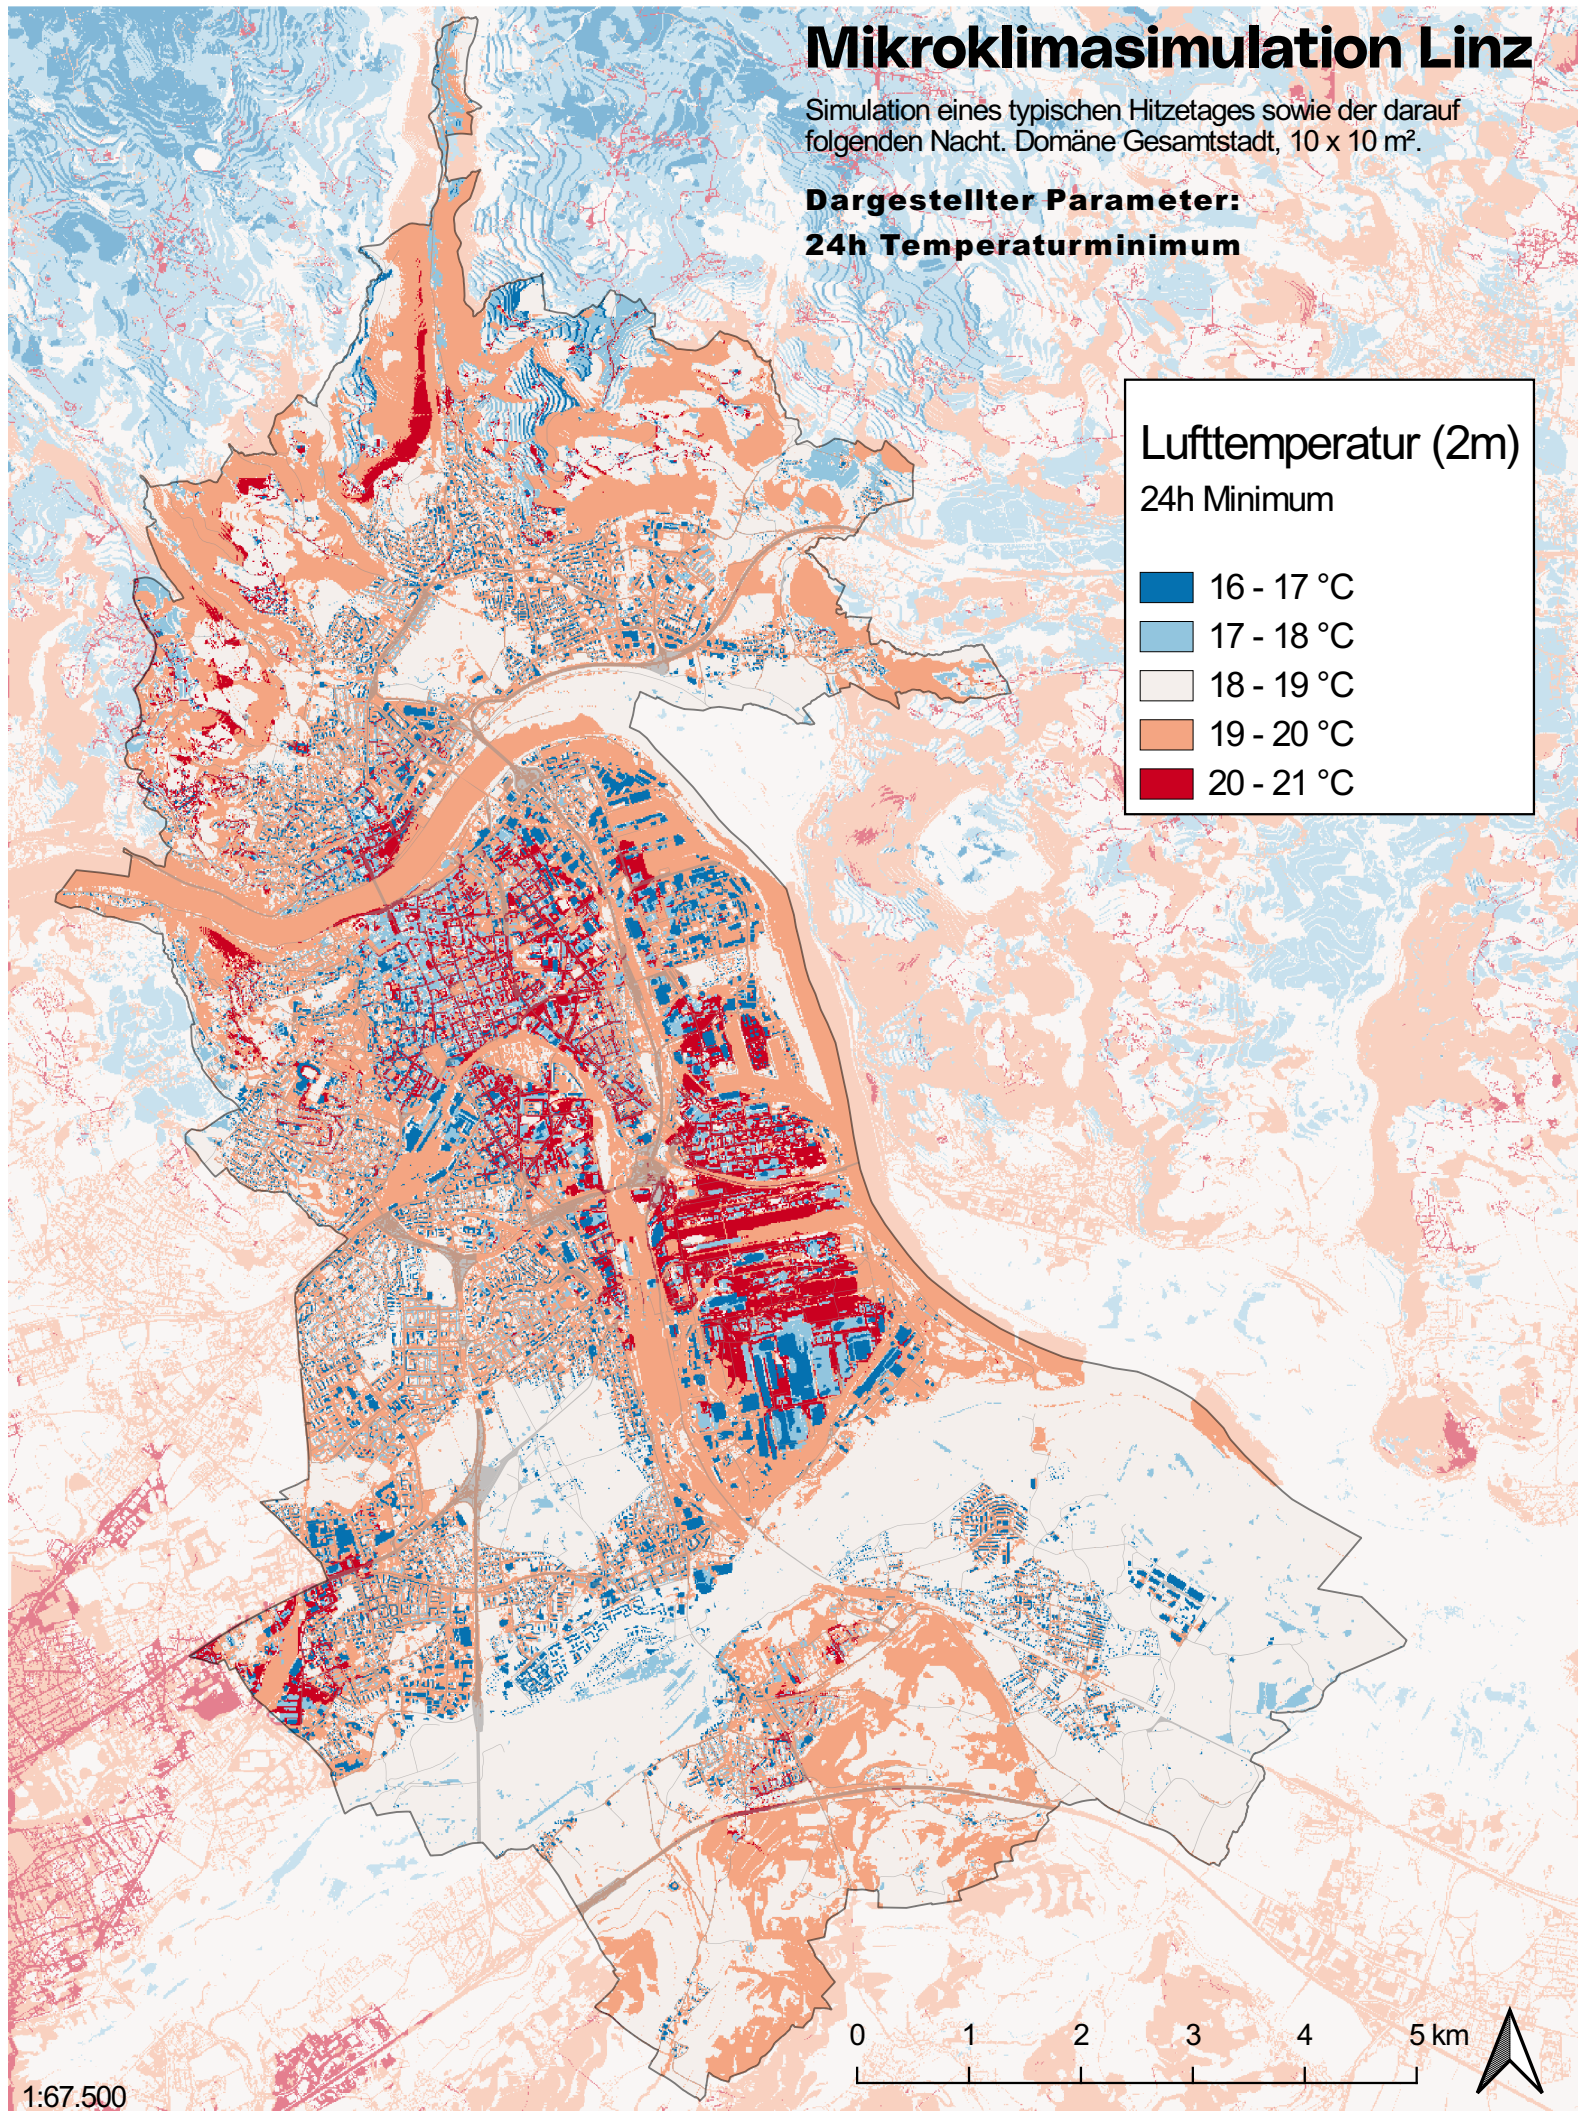 Mikroklimasimulation Linz
Simulation eines typischen Hitzetages sowie der darauf
folgenden Nacht. Domäne Gesamtstadt, 10 x 10 m².
Dargestellter Parameter:
24h Temperaturminimum
Lufttemperatur (2m)
24h Minimum
16 - 17 °C
17 - 18 °C
18 - 19 °C
19 - 20 °C
20 - 21 °C
0 1 2 3 4 5 km
1:67.500